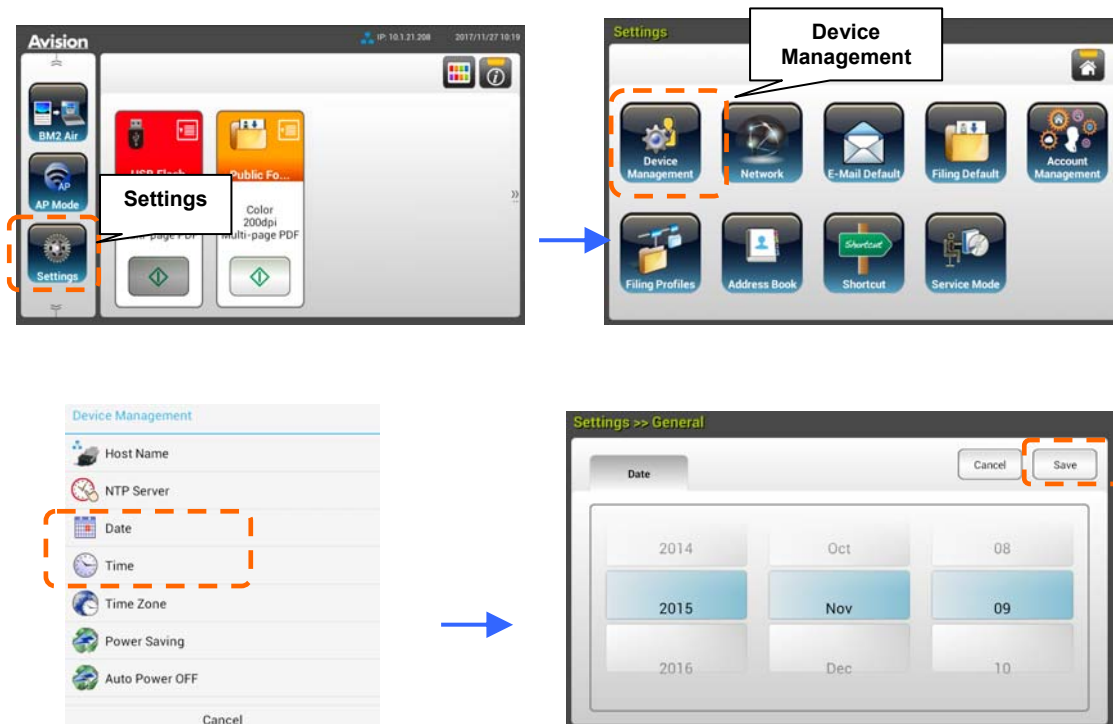 Avision
IP: 10.1.21.208 2017/11/27 10:19
BM2 Air
AP
AP Mode
Settings
Public Fo...
Color
200dpi
Multi-page PDF
Settings
Settings
Device
Management
Device
Management
Network
E-Mail Default
Filing Default
Account
Management
Filing Profiles
Address Book
Shortcut
Shortcut
Service Mode
Device Management
Host Name
NTP Server
Date
Time
Time Zone
Power Saving
Auto Power OFF
Cancel
Settings >> General
Date
Cancel
Save
2014 Oct 08
2015 Nov 09
2016 Dec 10